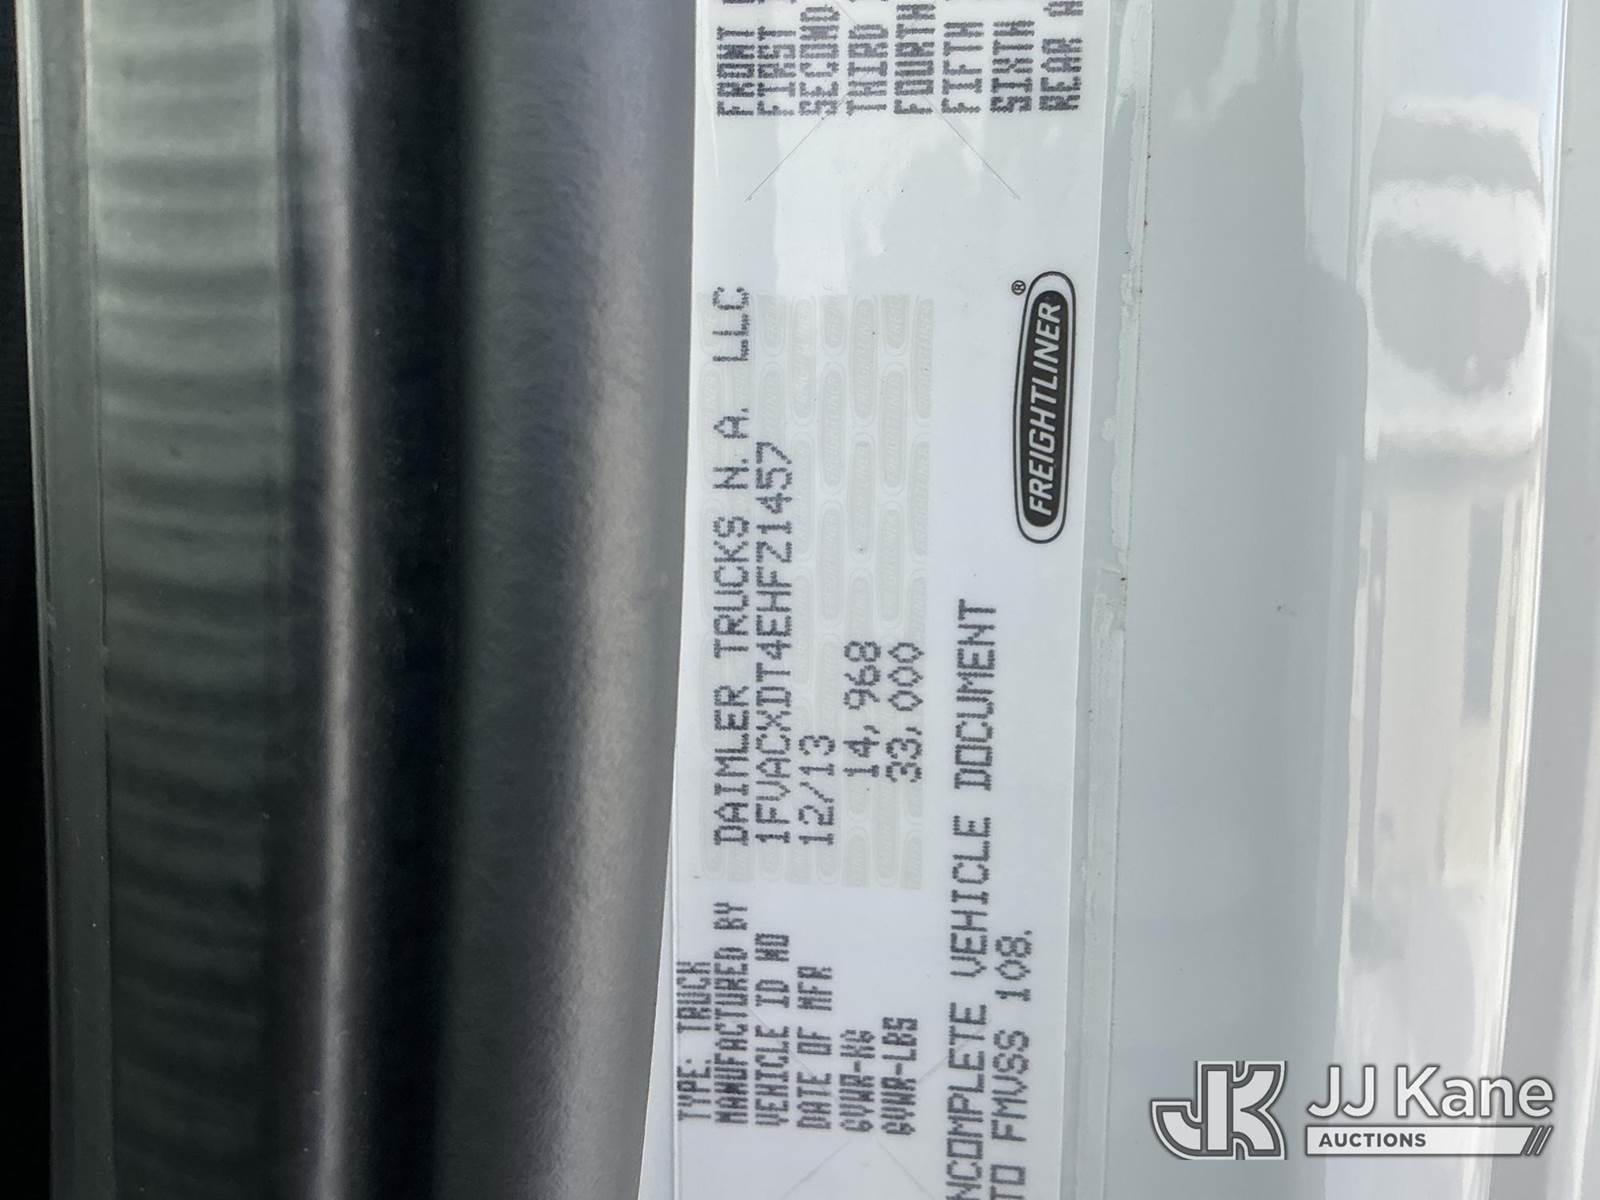 TYPE: TRUCK
MANUFACTURED BY DAIMLER TRUCKS N. A. LLC
VEHICLE ID NO 1FVACXDT4EHFZ1457
DATE OF MFR 12/13
GVWR-KG 14,968
GVWR-LBS 33,000
NCOMPLETE VEHICLE DOCUMENT
TO FMVSS 108.
FREIGHTLINER®
FRONT
FIRST
SECOND
THIRD
FOURTH
FIFTH
SIXTH
REAR A
JJ Kane
AUCTIONS